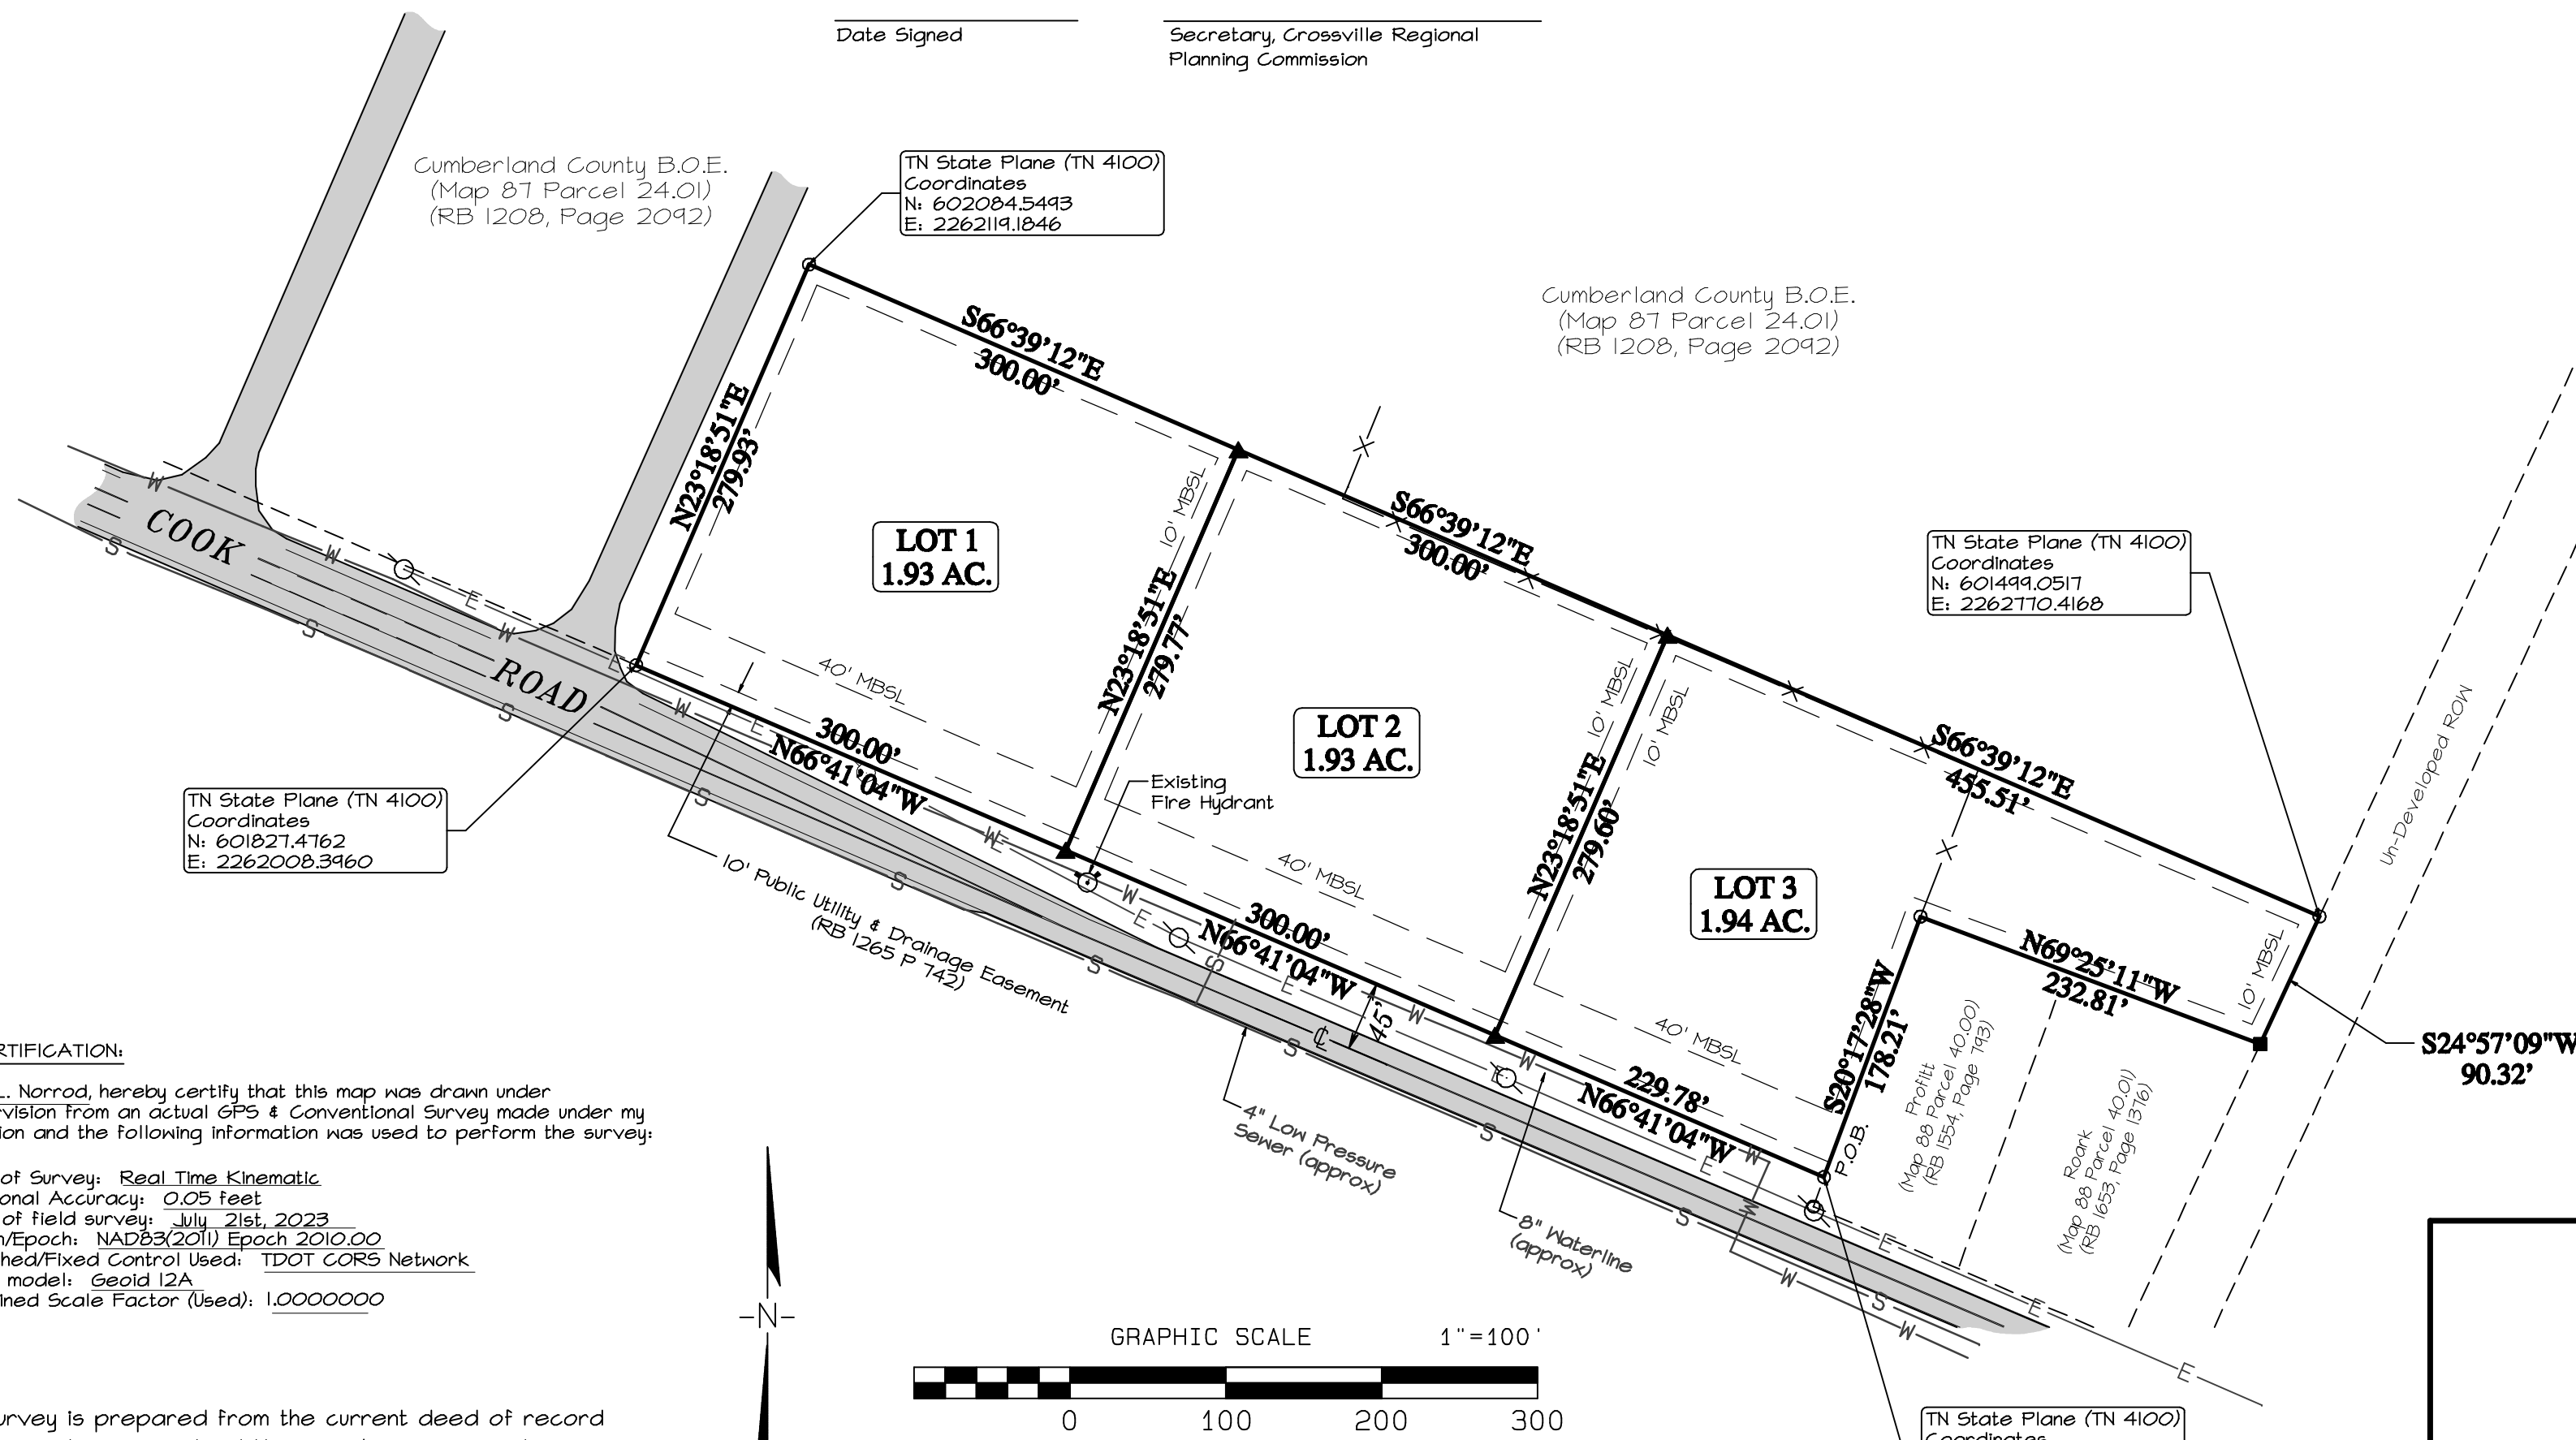 Date Signed
Secretary, Crossville Regional
Planning Commission
Cumberland County B.O.E.
(Map 87 Parcel 24.01)
(RB 1208, Page 2092)
TN State Plane (TN 4100)
Coordinates
N: 602084.5493
E: 2262119.1846
Cumberland County B.O.E.
(Map 87 Parcel 24.01)
(RB 1208, Page 2092)
S66°39'12"E
300.00'
N23°18'51"E
279.93'
LOT 1
1.93 AC.
10' MBSL
40' MBSL
300.00'
N66°41'04"W
COOK
ROAD
TN State Plane (TN 4100)
Coordinates
N: 601827.4762
E: 2262008.3960
S66°39'12"E
300.00'
N23°18'51"E
279.77'
LOT 2
1.93 AC.
10' MBSL
40' MBSL
Existing
Fire Hydrant
300.00'
N66°41'04"W
10' Public Utility & Drainage Easement
(RB 1265 P 742)
45'
℄
TN State Plane (TN 4100)
Coordinates
N: 601499.0517
E: 2262770.4168
S66°39'12"E
455.51'
N23°18'51"E
279.60'
10' MBSL
LOT 3
1.94 AC.
40' MBSL
229.78'
N66°41'04"W
S20°17'28"W
178.21'
P.O.B.
N69°25'11"W
232.81'
10' MBSL
S24°57'09"W
90.32'
Un-Developed ROW
Profitt
(Map 88 Parcel 40.00)
(RB 1554, Page 793)
Roark
(Map 88 Parcel 40.01)
(RB 1653, Page 1376)
4" Low Pressure
Sewer (approx)
8" Waterline
(approx)
RTIFICATION:
L. Norrod, hereby certify that this map was drawn under
rvision from an actual GPS & Conventional Survey made under my
ion and the following information was used to perform the survey:
of Survey: Real Time Kinematic
onal Accuracy: 0.05 feet
of field survey: July 21st, 2023
n/Epoch: NAD83(2011) Epoch 2010.00
hed/Fixed Control Used: TDOT CORS Network
model: Geoid 12A
ined Scale Factor (Used): 1.0000000
urvey is prepared from the current deed of record
-N-
GRAPHIC SCALE 1"=100'
0 100 200 300
TN State Plane (TN 4100)
Coordinates